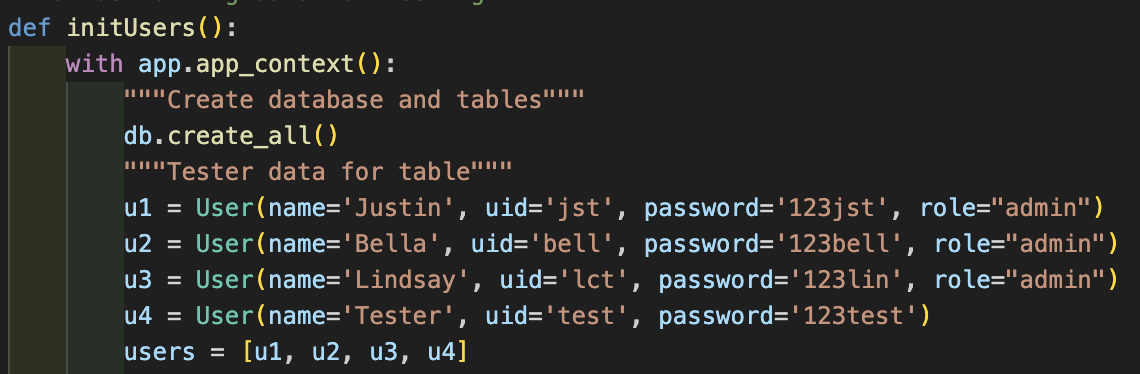 def initUsers():
    with app.app_context():
        """Create database and tables"""
        db.create_all()
        """Tester data for table"""
        u1 = User(name='Justin', uid='jst', password='123jst', role="admin")
        u2 = User(name='Bella', uid='bell', password='123bell', role="admin")
        u3 = User(name='Lindsay', uid='lct', password='123lin', role="admin")
        u4 = User(name='Tester', uid='test', password='123test')
        users = [u1, u2, u3, u4]